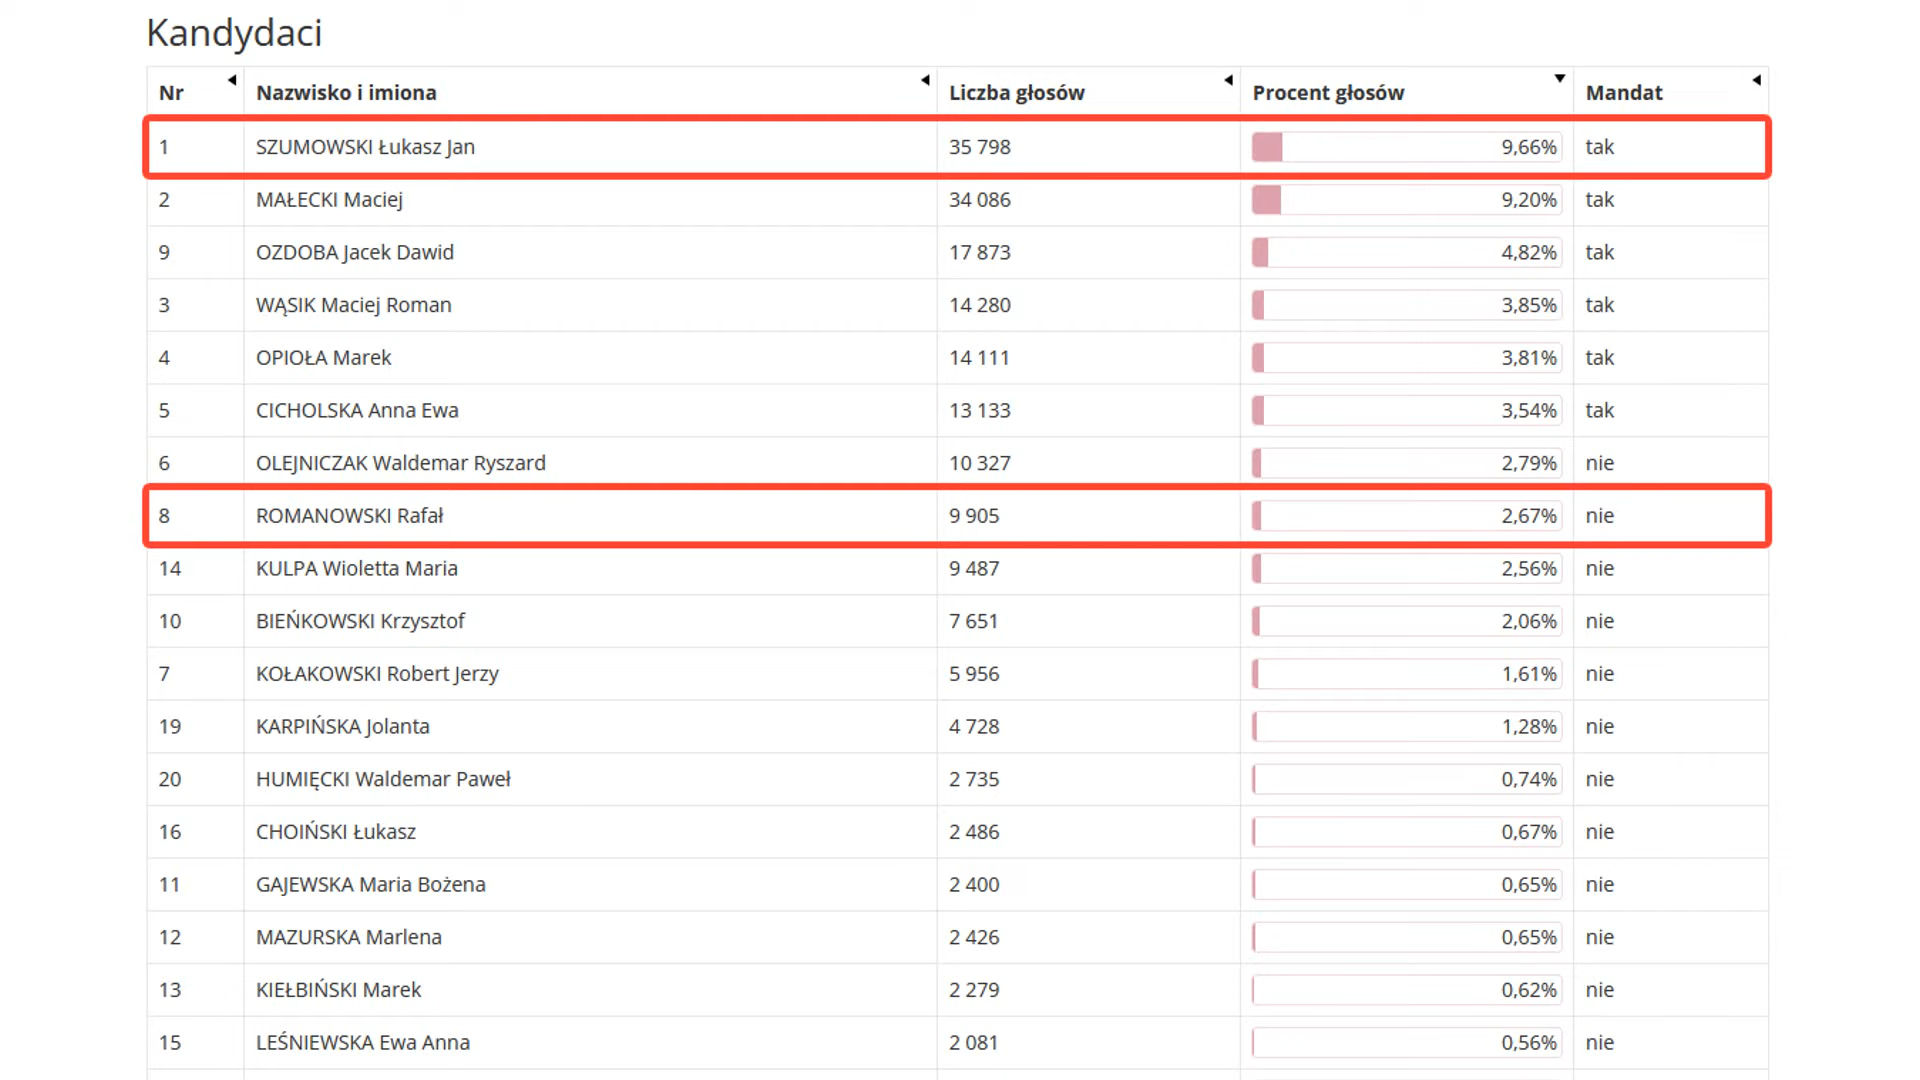 Kandydaci
Nr Nazwisko i imiona Liczba głosów Procent głosów Mandat
1 SZUMOWSKI Łukasz Jan 35 798 9,66% tak
2 MAŁECKI Maciej 34 086 9,20% tak
9 OZDOBA Jacek Dawid 17 873 4,82% tak
3 WĄSIK Maciej Roman 14 280 3,85% tak
4 OPIOŁA Marek 14 111 3,81% tak
5 CICHOLSKA Anna Ewa 13 133 3,54% tak
6 OLEJNICZAK Waldemar Ryszard 10 327 2,79% nie
8 ROMANOWSKI Rafał 9 905 2,67% nie
14 KULPA Wioletta Maria 9 487 2,56% nie
10 BIEŃKOWSKI Krzysztof 7 651 2,06% nie
7 KOŁAKOWSKI Robert Jerzy 5 956 1,61% nie
19 KARPIŃSKA Jolanta 4 728 1,28% nie
20 HUMIĘCKI Waldemar Paweł 2 735 0,74% nie
16 CHOIŃSKI Łukasz 2 486 0,67% nie
11 GAJEWSKA Maria Bożena 2 400 0,65% nie
12 MAZURSKA Marlena 2 426 0,65% nie
13 KIEŁBIŃSKI Marek 2 279 0,62% nie
15 LEŚNIEWSKA Ewa Anna 2 081 0,56% nie